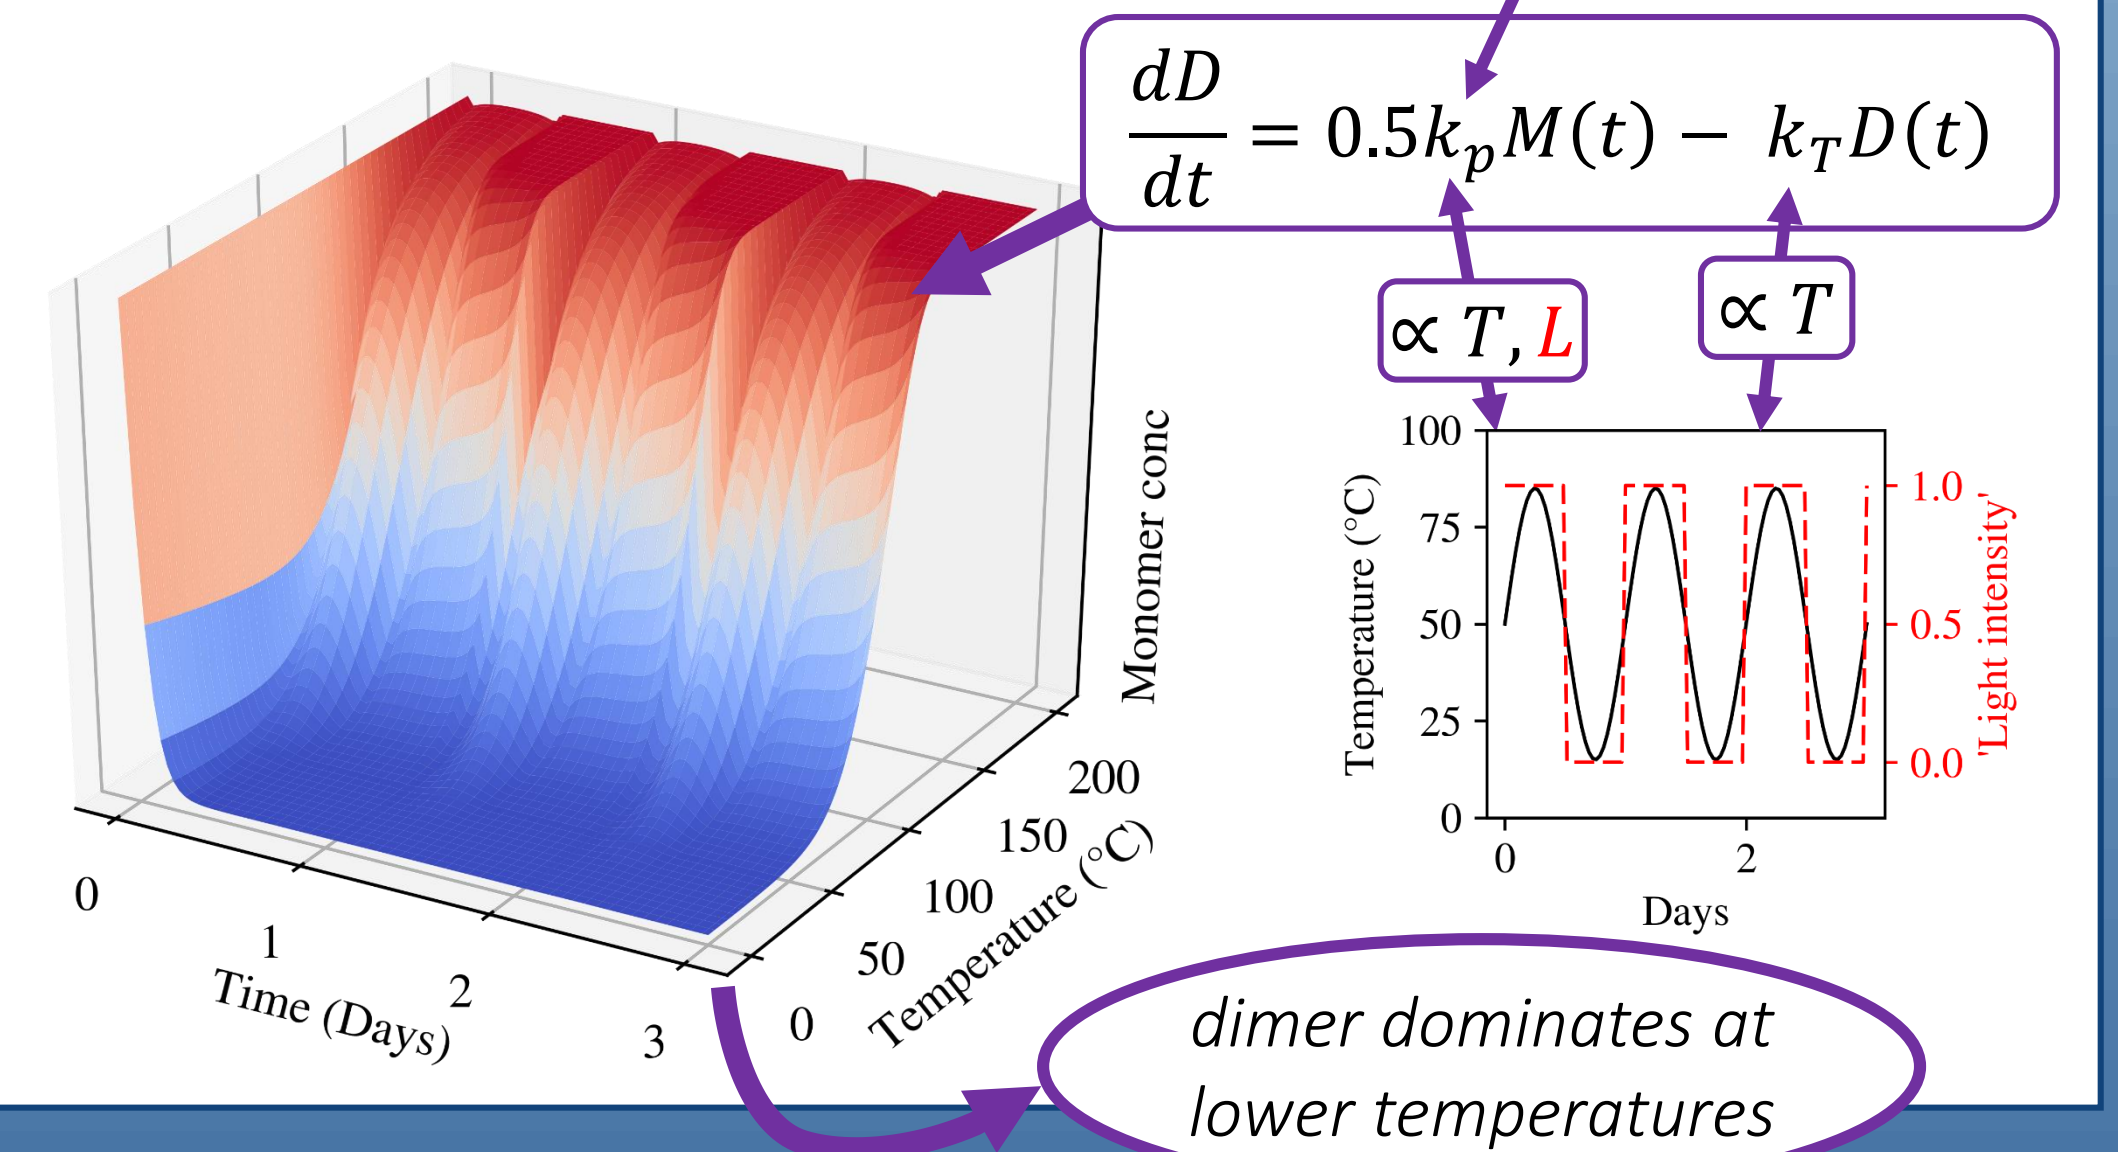 dD/dt = 0.5k_p M(t) − k_T D(t)
∝ T, L
∝ T
Monomer conc
200
150
100
50
0
Temperature (°C)
0
1
2
3
Time (Days)
100
75
50
25
0
Temperature (°C)
1.0
0.5
0.0
'Light intensity'
0
2
Days
dimer dominates at
lower temperatures